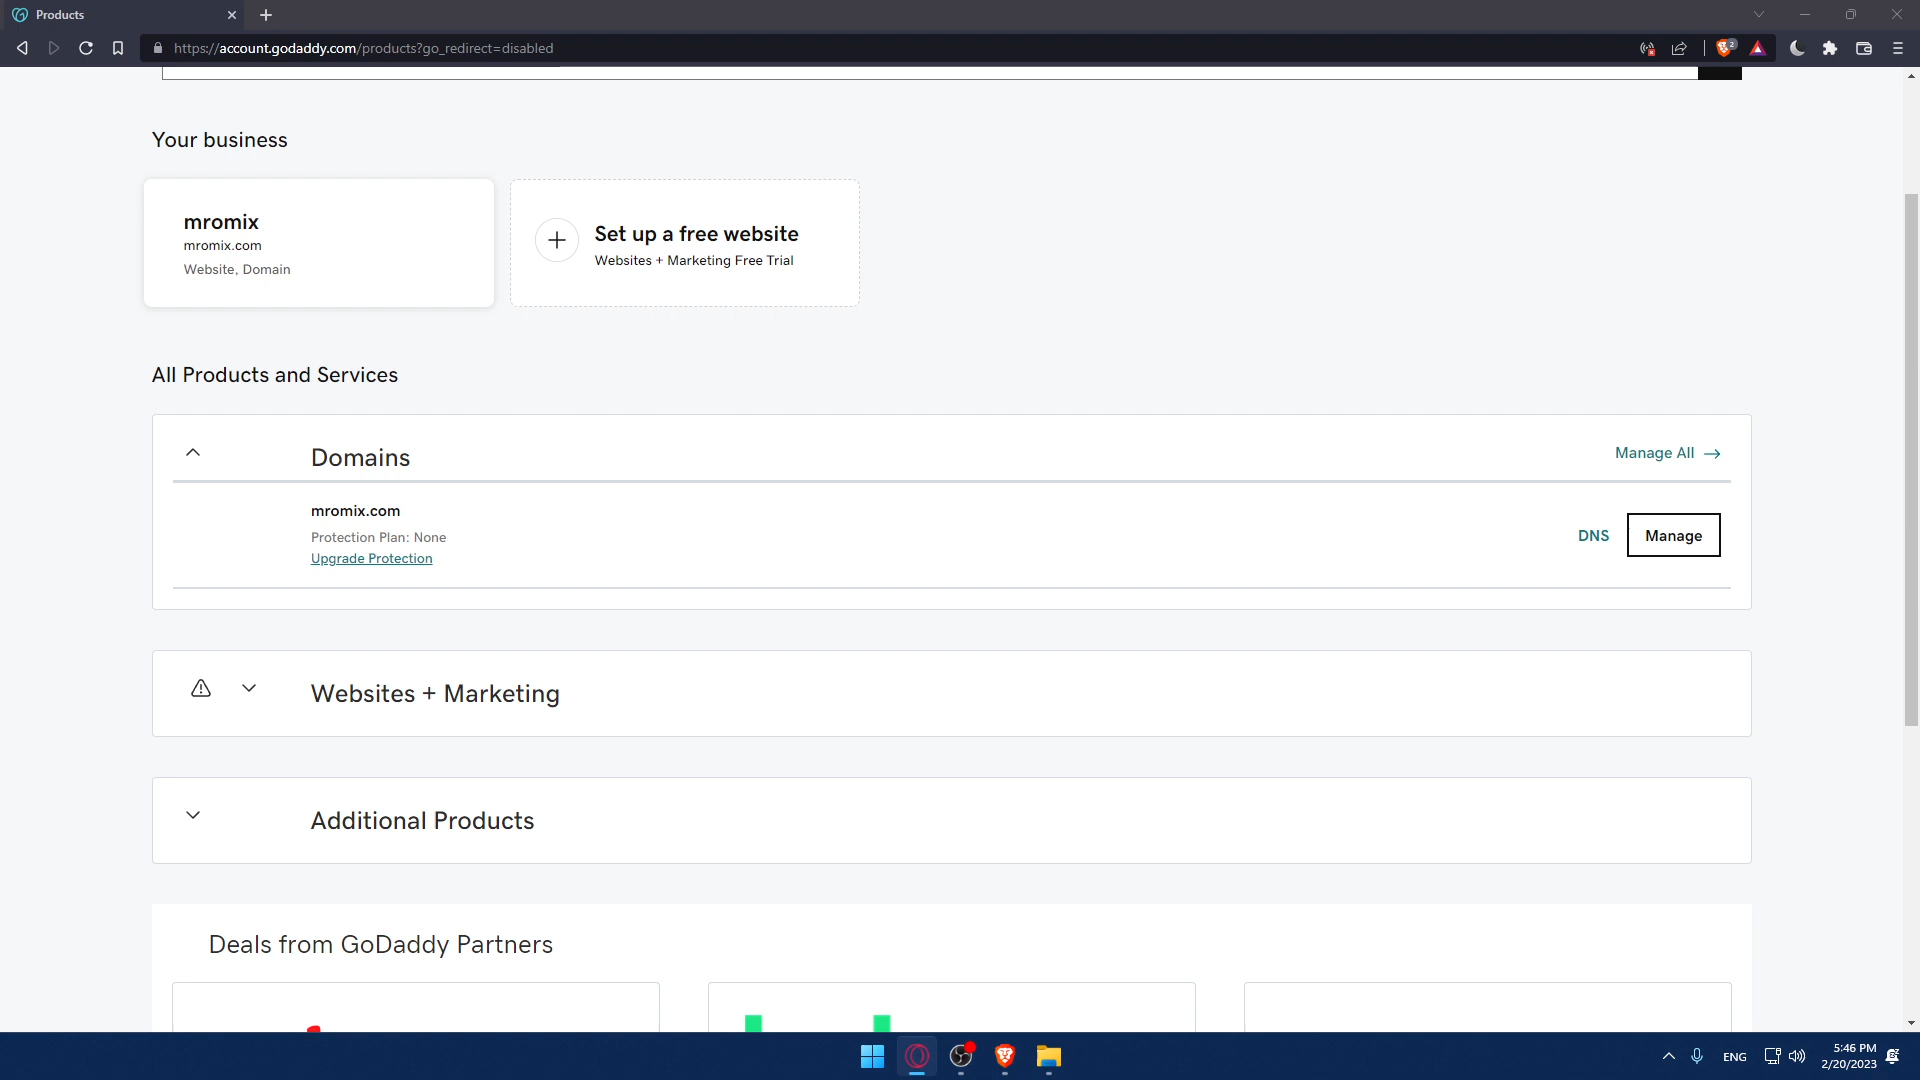 Products
https://account.godaddy.com/products?go_redirect=disabled
2
Your business
mromix
mromix.com
Website, Domain
Set up a free website
Websites + Marketing Free Trial
All Products and Services
Domains
Manage All
mromix.com
Protection Plan: None
Upgrade Protection
DNS
Manage
Websites + Marketing
Additional Products
Deals from GoDaddy Partners
ENG
5:46 PM
2/20/2023